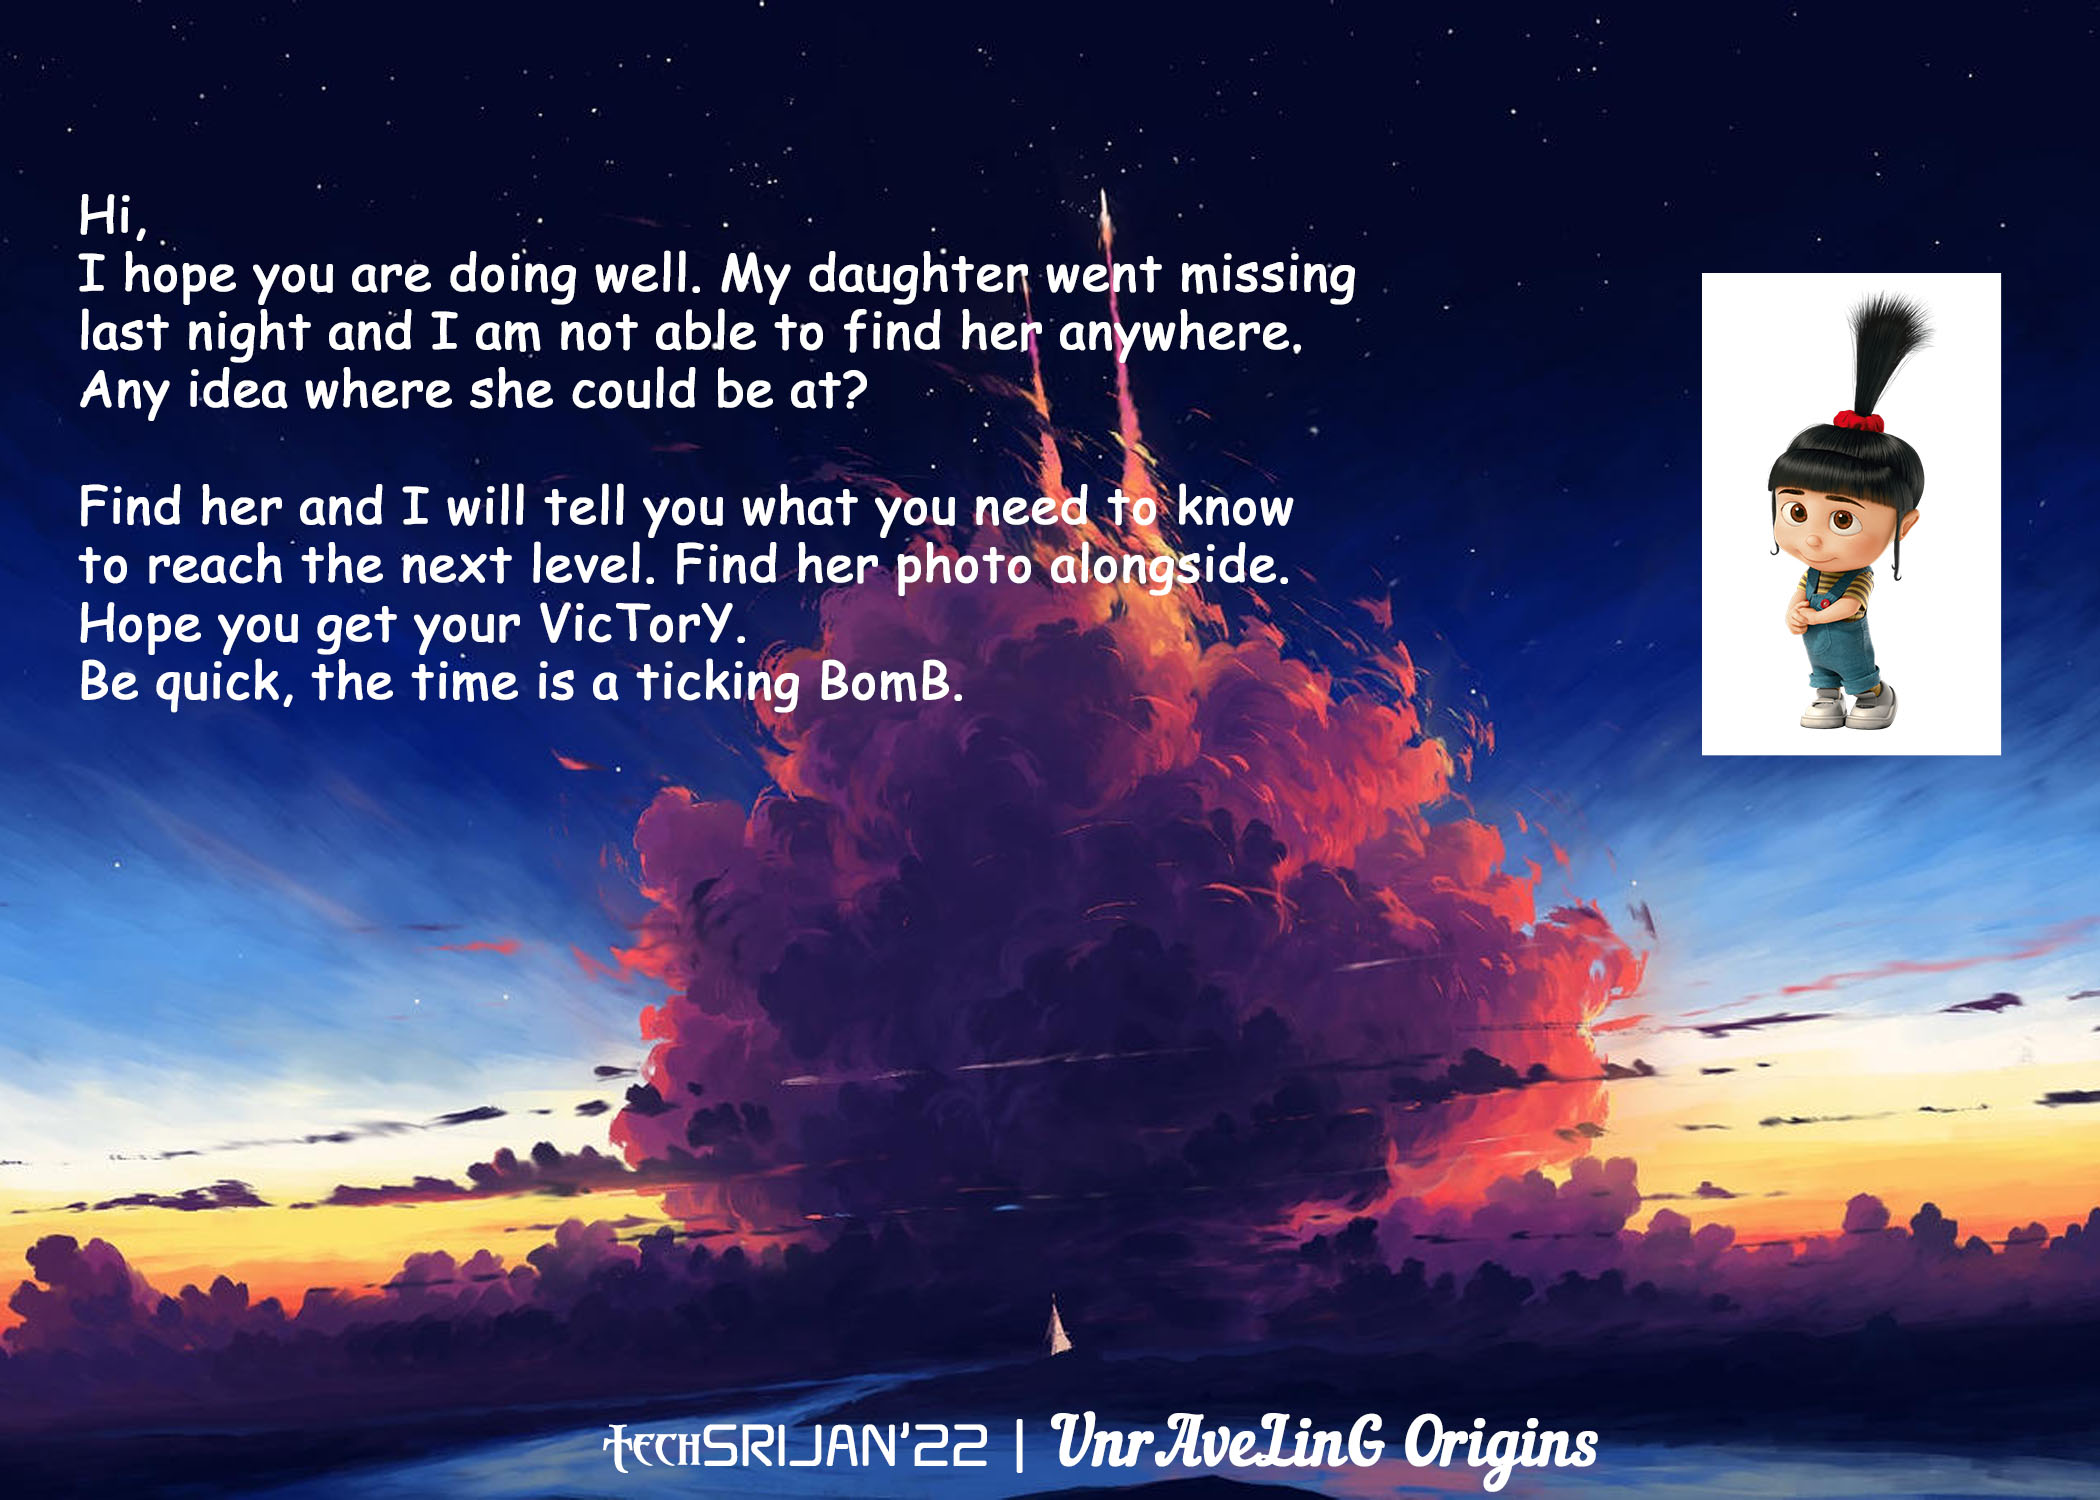 Hi,
I hope you are doing well. My daughter went missing
last night and I am not able to find her anywhere.
Any idea where she could be at?
Find her and I will tell you what you need to know
to reach the next level. Find her photo alongside.
Hope you get your VicTorY.
Be quick, the time is a ticking BomB.
TECHSRIJAN'22 | UnrAveLinG Origins